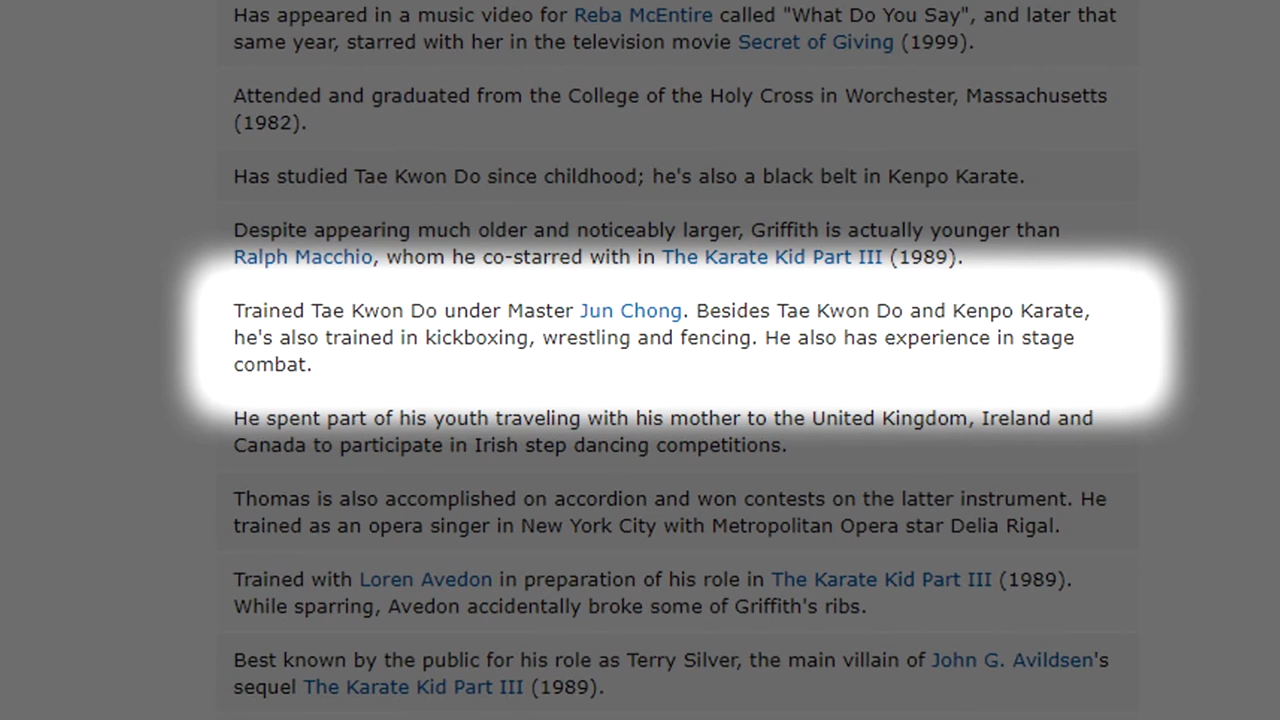 Has appeared in a music video for Reba McEntire called "What Do You Say", and later that
same year, starred with her in the television movie Secret of Giving (1999).
Attended and graduated from the College of the Holy Cross in Worchester, Massachusetts
(1982).
Has studied Tae Kwon Do since childhood; he's also a black belt in Kenpo Karate.
Despite appearing much older and noticeably larger, Griffith is actually younger than
Ralph Macchio, whom he co-starred with in The Karate Kid Part III (1989).
Trained Tae Kwon Do under Master Jun Chong. Besides Tae Kwon Do and Kenpo Karate,
he's also trained in kickboxing, wrestling and fencing. He also has experience in stage
combat.
He spent part of his youth traveling with his mother to the United Kingdom, Ireland and
Canada to participate in Irish step dancing competitions.
Thomas is also accomplished on accordion and won contests on the latter instrument. He
trained as an opera singer in New York City with Metropolitan Opera star Delia Rigal.
Trained with Loren Avedon in preparation of his role in The Karate Kid Part III (1989).
While sparring, Avedon accidentally broke some of Griffith's ribs.
Best known by the public for his role as Terry Silver, the main villain of John G. Avildsen's
sequel The Karate Kid Part III (1989).